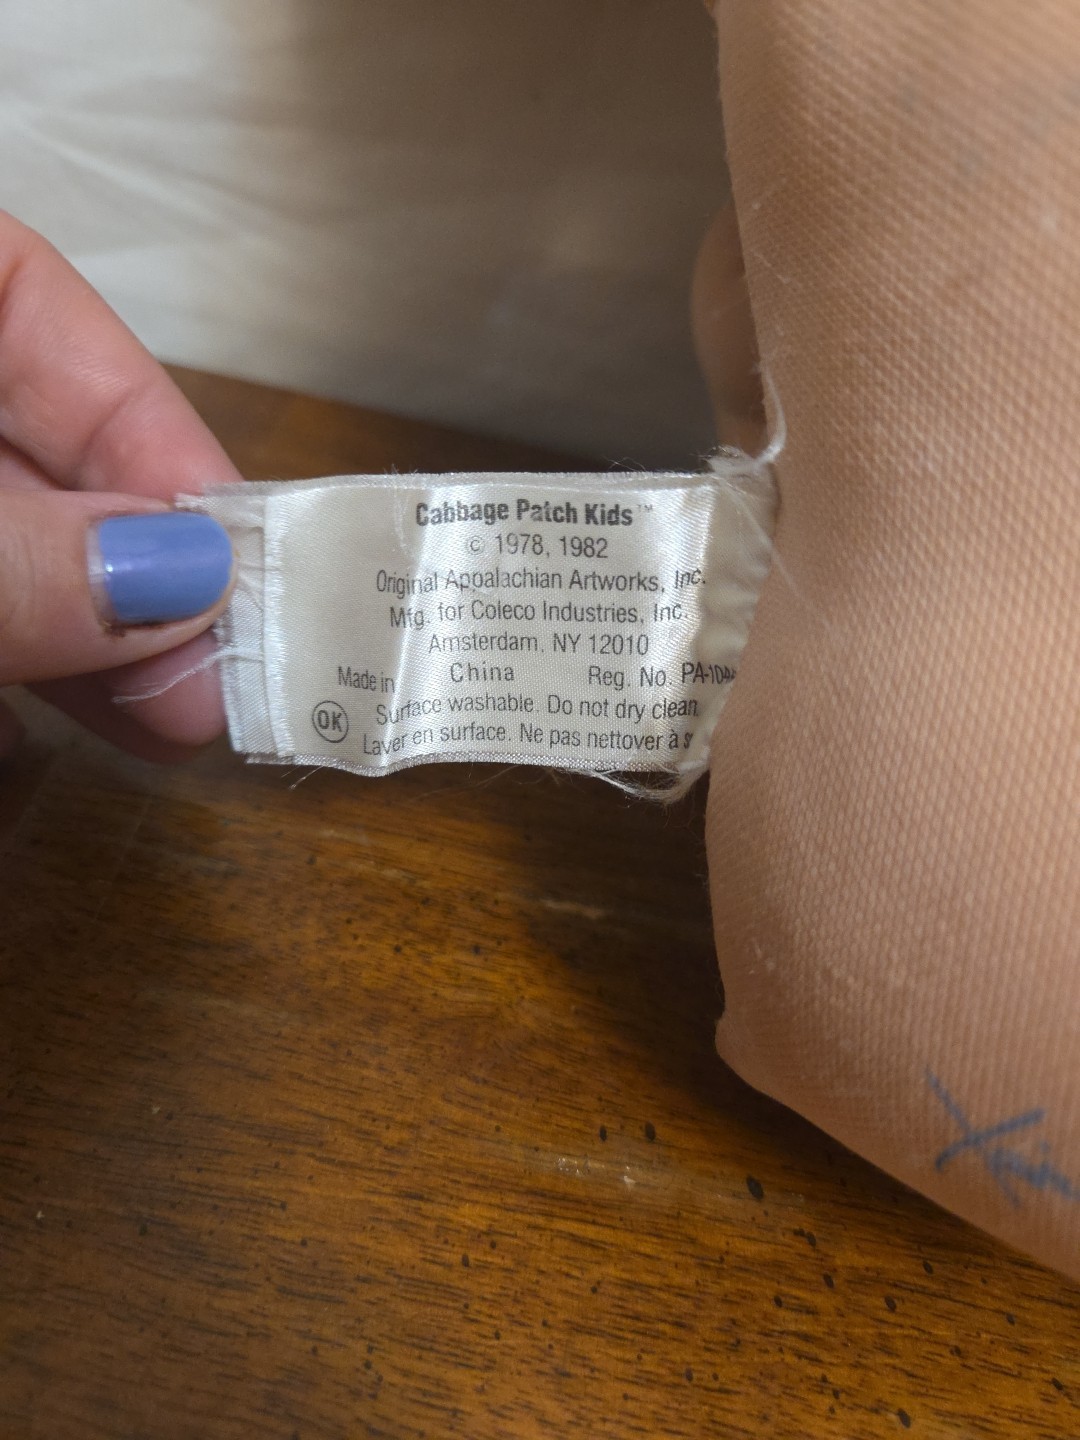 Cabbage Patch Kids™
© 1978, 1982
Original Appalachian Artworks, Inc.
Mfg. for Coleco Industries, Inc.
Amsterdam, NY 12010
Made in China Reg. No.
OK Surface washable. Do not dry clean.
Laver en surface. Ne pas nettoyer à